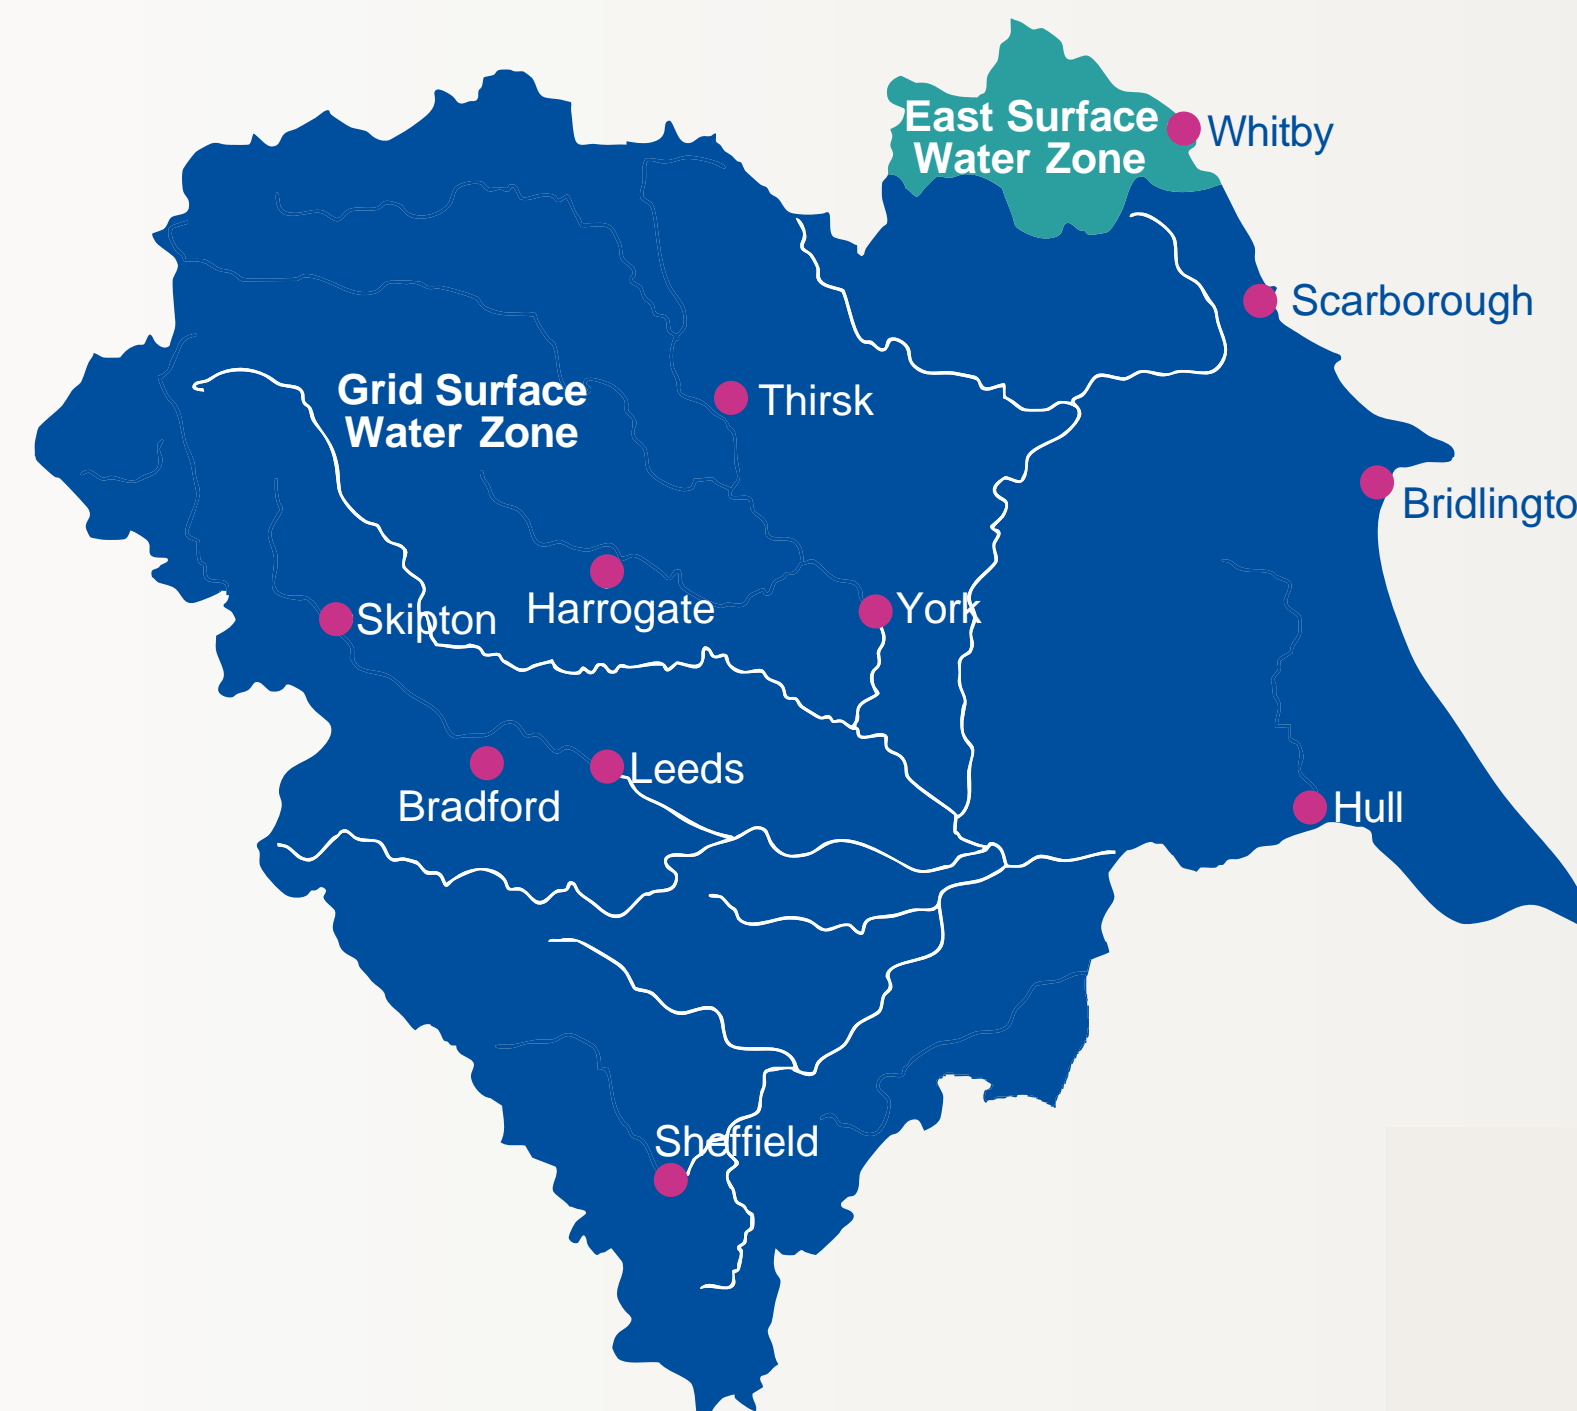 East Surface
Water Zone
Whitby
Scarborough
Grid Surface
Water Zone
Thirsk
Bridlingto
Harrogate
York
Skipton
Leeds
Bradford
Hull
Sheffield